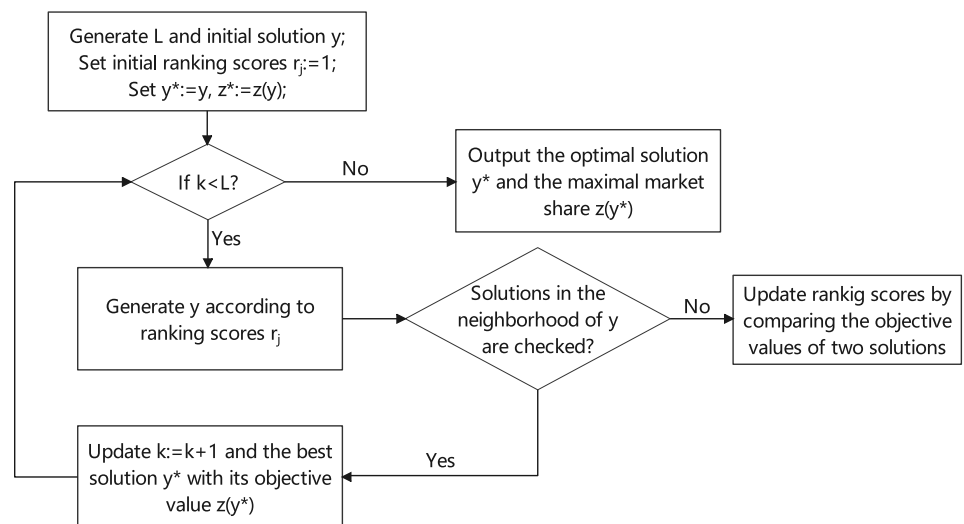 Generate L and initial solution y;
Set initial ranking scores rj:=1;
Set y*:=y, z*:=z(y);
If k<L?
No
Output the optimal solution
y* and the maximal market
share z(y*)
Yes
Generate y according to
ranking scores rj
Solutions in the
neighborhood of y
are checked?
No
Update rankig scores by
comparing the objective
values of two solutions
Yes
Update k:=k+1 and the best
solution y* with its objective
value z(y*)